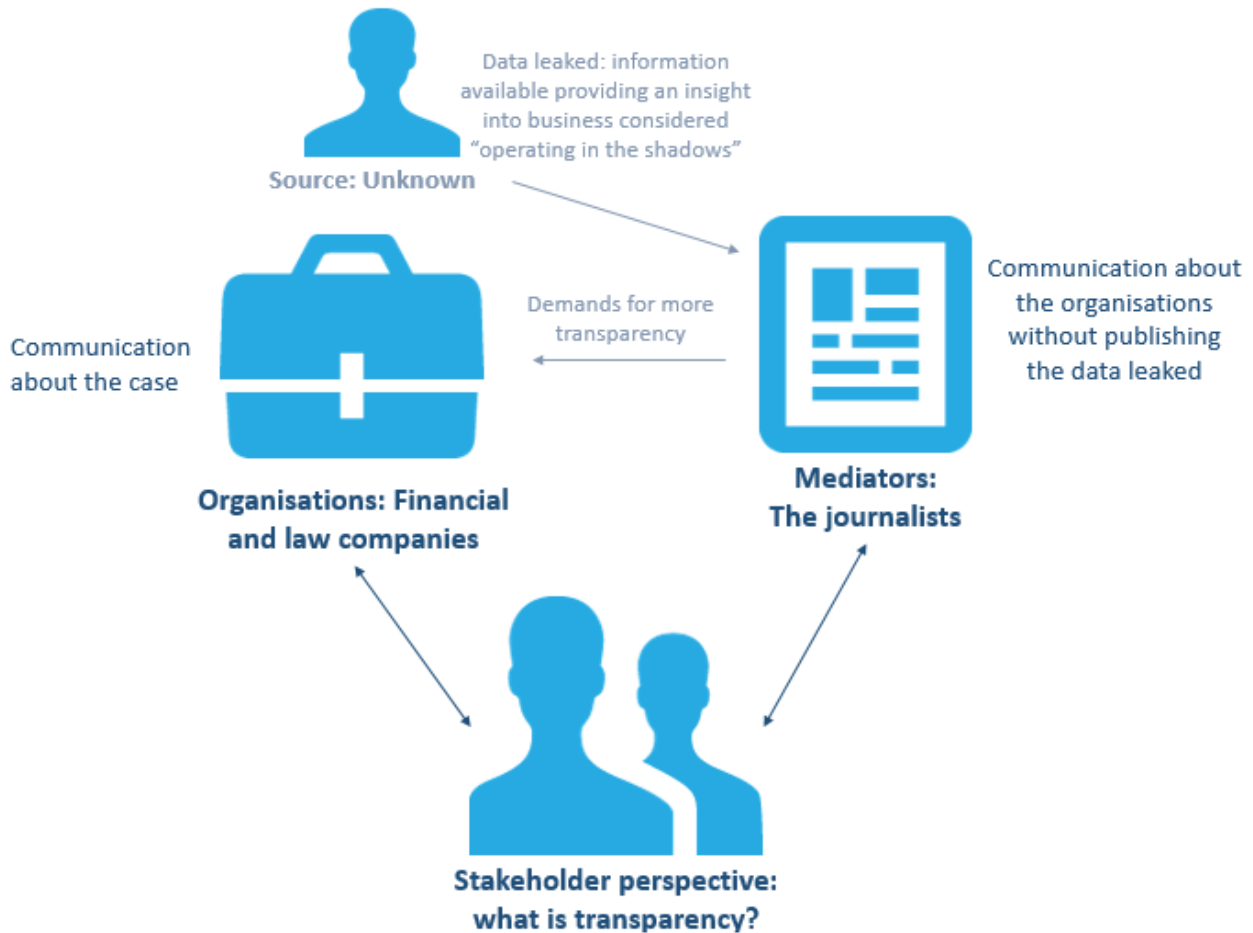 Data leaked: information
available providing an insight
into business considered
“operating in the shadows”
Source: Unknown
Demands for more
transparency
Communication about
the organisations
without publishing
the data leaked
Communication
about the case
Organisations: Financial
and law companies
Mediators:
The journalists
Stakeholder perspective:
what is transparency?